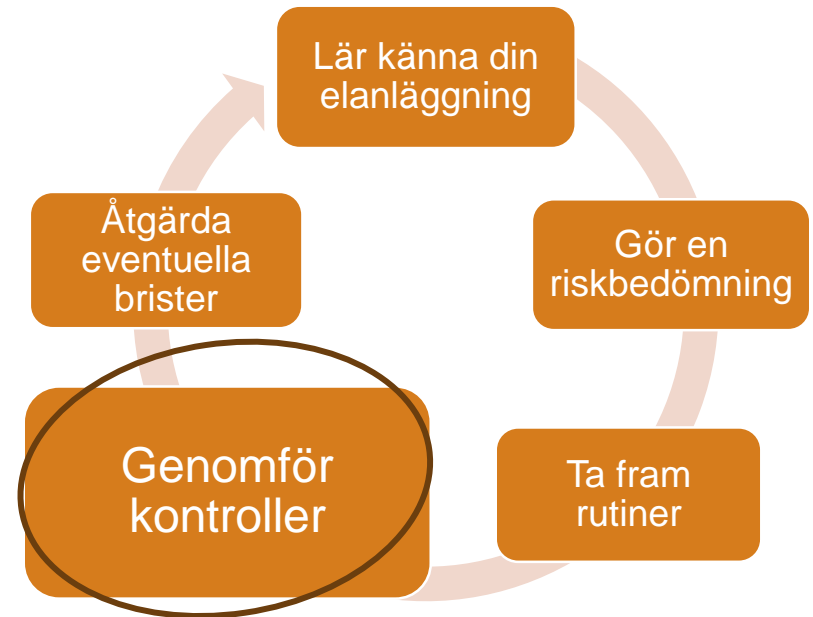 Lär känna din
elanläggning
Gör en
riskbedömning
Ta fram
rutiner
Genomför
kontroller
Åtgärda
eventuella
brister